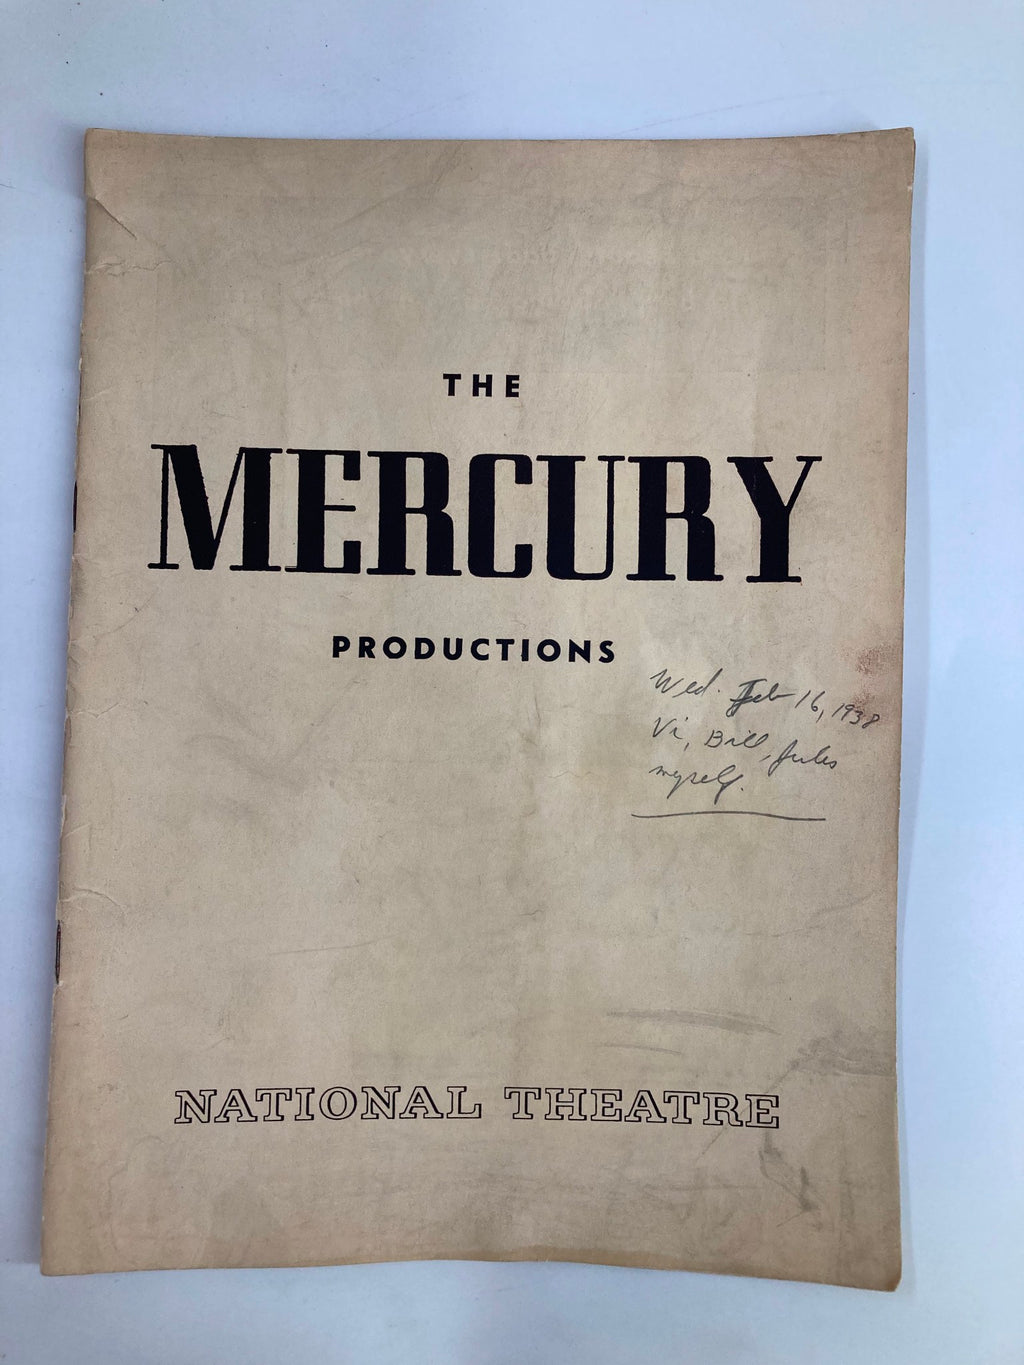 THE
MERCURY
PRODUCTIONS
Wed. Feb 16, 1938
Vi, Bill, Jules
myself.
NATIONAL THEATRE